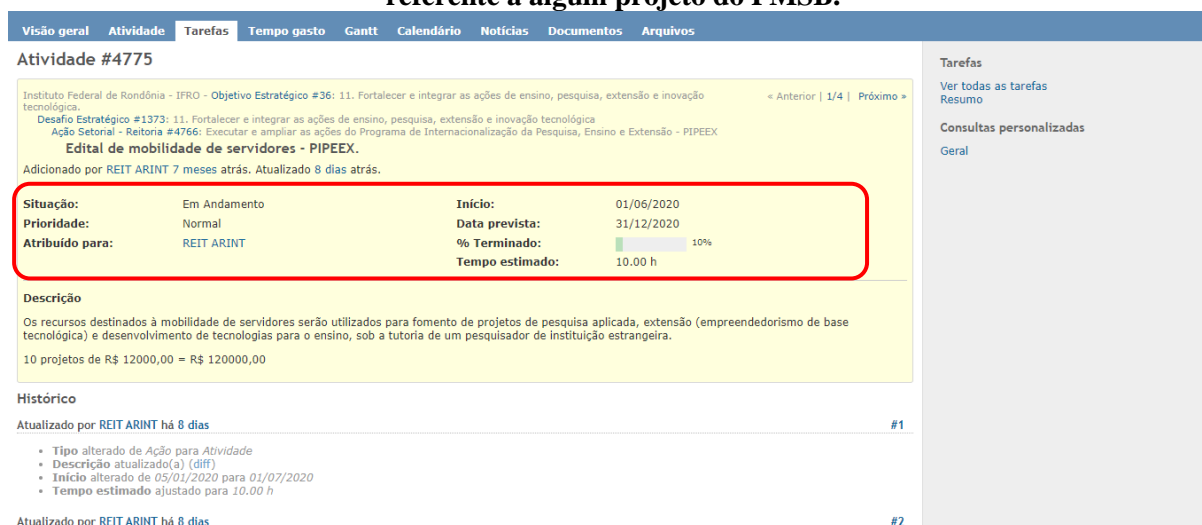 referente a algum projeto do PMSB.
Visão geral Atividade Tarefas Tempo gasto Gantt Calendário Notícias Documentos Arquivos
Atividade #4775
Instituto Federal de Rondônia - IFRO - Objetivo Estratégico #36: 11. Fortalecer e integrar as ações de ensino, pesquisa, extensão e inovação
tecnológica.
« Anterior | 1/4 | Próximo »
Desafio Estratégico #1373: 11. Fortalecer e integrar as ações de ensino, pesquisa, extensão e inovação tecnológica
Ação Setorial - Reitoria #4766: Executar e ampliar as ações do Programa de Internacionalização da Pesquisa, Ensino e Extensão - PIPEEX
Edital de mobilidade de servidores - PIPEEX.
Adicionado por REIT ARINT 7 meses atrás. Atualizado 8 dias atrás.
Situação: Em Andamento Início: 01/06/2020
Prioridade: Normal Data prevista: 31/12/2020
Atribuído para: REIT ARINT % Terminado: 10%
Tempo estimado: 10.00 h
Descrição
Os recursos destinados à mobilidade de servidores serão utilizados para fomento de projetos de pesquisa aplicada, extensão (empreendedorismo de base
tecnológica) e desenvolvimento de tecnologias para o ensino, sob a tutoria de um pesquisador de instituição estrangeira.
10 projetos de R$ 12000,00 = R$ 120000,00
Histórico
Atualizado por REIT ARINT há 8 dias #1
• Tipo alterado de Ação para Atividade
• Descrição atualizado(a) (diff)
• Início alterado de 05/01/2020 para 01/07/2020
• Tempo estimado ajustado para 10.00 h
Atualizado por REIT ARINT há 8 dias #2
Tarefas
Ver todas as tarefas
Resumo
Consultas personalizadas
Geral